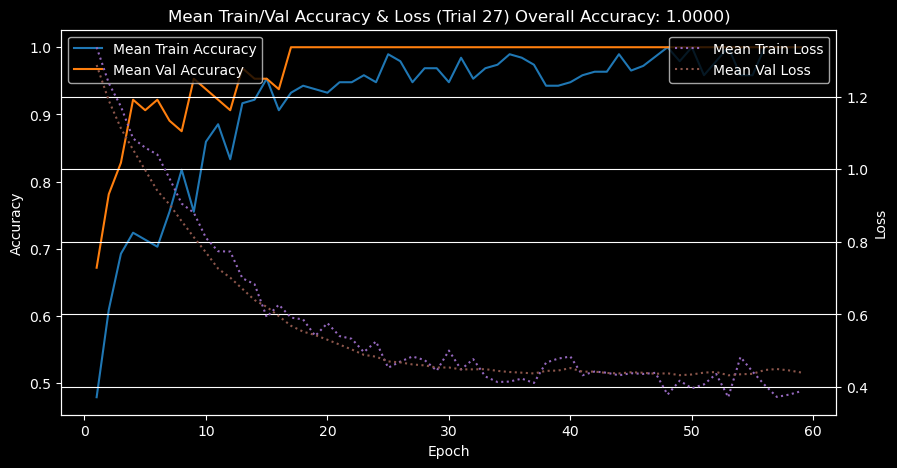 Mean Train/Val Accuracy & Loss (Trial 27) Overall Accuracy: 1.0000)
Mean Train Accuracy
Mean Val Accuracy
Mean Train Loss
Mean Val Loss
Accuracy
1.0
0.9
0.8
0.7
0.6
0.5
1.2
1.0
0.8
0.6
0.4
Loss
0
10
20
30
40
50
60
Epoch